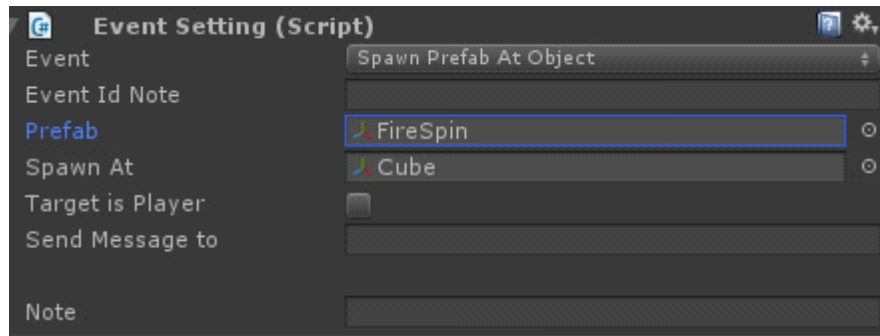 Event Setting (Script)
Event Spawn Prefab At Object
Event Id Note
Prefab FireSpin
Spawn At Cube
Target is Player
Send Message to
Note